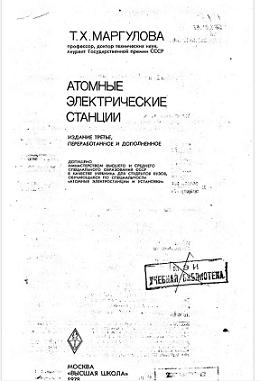 Т.Х. МАРГУЛОВА
профессор, доктор технических наук,
лауреат Государственной премии СССР
АТОМНЫЕ
ЭЛЕКТРИЧЕСКИЕ
СТАНЦИИ
ИЗДАНИЕ ТРЕТЬЕ,
ПЕРЕРАБОТАННОЕ И ДОПОЛНЕННОЕ
ДОПУЩЕНО
МИНИСТЕРСТВОМ ВЫСШЕГО И СРЕДНЕГО
СПЕЦИАЛЬНОГО ОБРАЗОВАНИЯ СССР
В КАЧЕСТВЕ УЧЕБНИКА ДЛЯ СТУДЕНТОВ ВУЗОВ,
ОБУЧАЮЩИХСЯ ПО СПЕЦИАЛЬНОСТИ
«АТОМНЫЕ ЭЛЕКТРОСТАНЦИИ И УСТАНОВКИ»
МЭИ
УЧЕБНАЯ БИБЛИОТЕКА
МОСКВА
«ВЫСШАЯ ШКОЛА»
1978